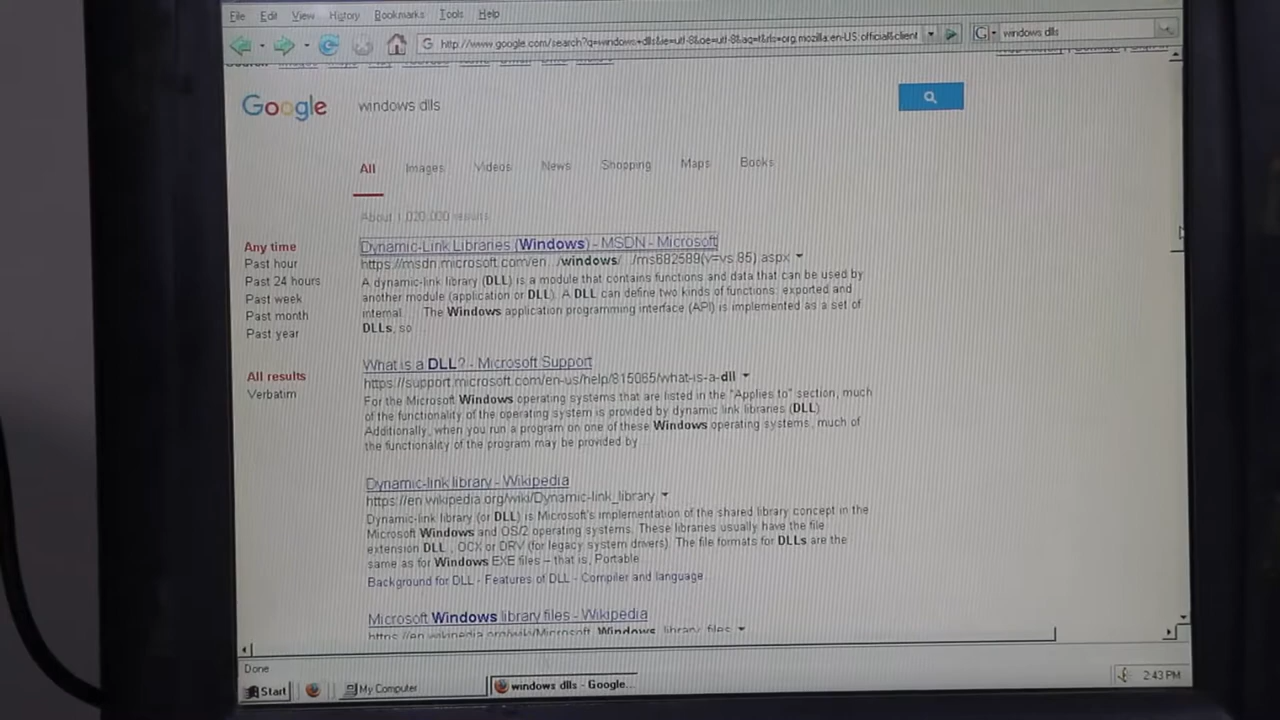 File Edit View History Bookmarks Tools Help
G http://www.google.com/search?q=windows+dlls&ie=utf-8&oe=utf-8&aq=t&rls=org.mozilla:en-US:official&client
G windows dlls
Google windows dlls
All Images Videos News Shopping Maps Books
About 1,020,000 results
Any time
Past hour
Past 24 hours
Past week
Past month
Past year
All results
Verbatim
Dynamic-Link Libraries (Windows) - MSDN - Microsoft
https://msdn.microsoft.com/en.../windows/.../ms682589(v=vs.85).aspx
A dynamic-link library (DLL) is a module that contains functions and data that can be used by
another module (application or DLL). A DLL can define two kinds of functions: exported and
internal. ... The Windows application programming interface (API) is implemented as a set of
DLLs, so ...
What is a DLL? - Microsoft Support
https://support.microsoft.com/en-us/help/815065/what-is-a-dll
For the Microsoft Windows operating systems that are listed in the "Applies to" section, much
of the functionality of the operating system is provided by dynamic link libraries (DLL).
Additionally, when you run a program on one of these Windows operating systems, much of
the functionality of the program may be provided by ...
Dynamic-link library - Wikipedia
https://en.wikipedia.org/wiki/Dynamic-link_library
Dynamic-link library (or DLL) is Microsoft's implementation of the shared library concept in the
Microsoft Windows and OS/2 operating systems. These libraries usually have the file
extension DLL , OCX or DRV (for legacy system drivers). The file formats for DLLs are the
same as for Windows EXE files – that is, Portable ...
Background for DLL - Features of DLL - Compiler and language ...
Microsoft Windows library files - Wikipedia
https://en.wikipedia.org/wiki/Microsoft_Windows_library_files
Done
Start My Computer windows dlls - Google... 2:43 PM